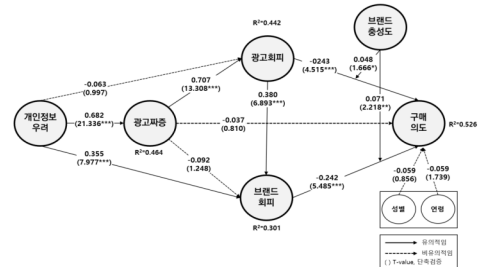 R²*0.442
브랜드
충성도
광고회피
-0243
(4.515***)
0.048
(1.666*)
-0.063
(0.997)
0.707
(13.308***)
0.380
(6.893***)
0.071
(2.218**)
개인정보
우려
0.682
(21.336***)
광고짜증
-0.037
(0.810)
구매
의도
R²*0.526
R²*0.464
0.355
(7.977***)
-0.092
(1.248)
-0.242
(5.485***)
-0.059
(0.856)
-0.059
(1.739)
브랜드
회피
R²*0.301
성별
연령
유의적임
비유의적임
( ) T-value, 단측검증